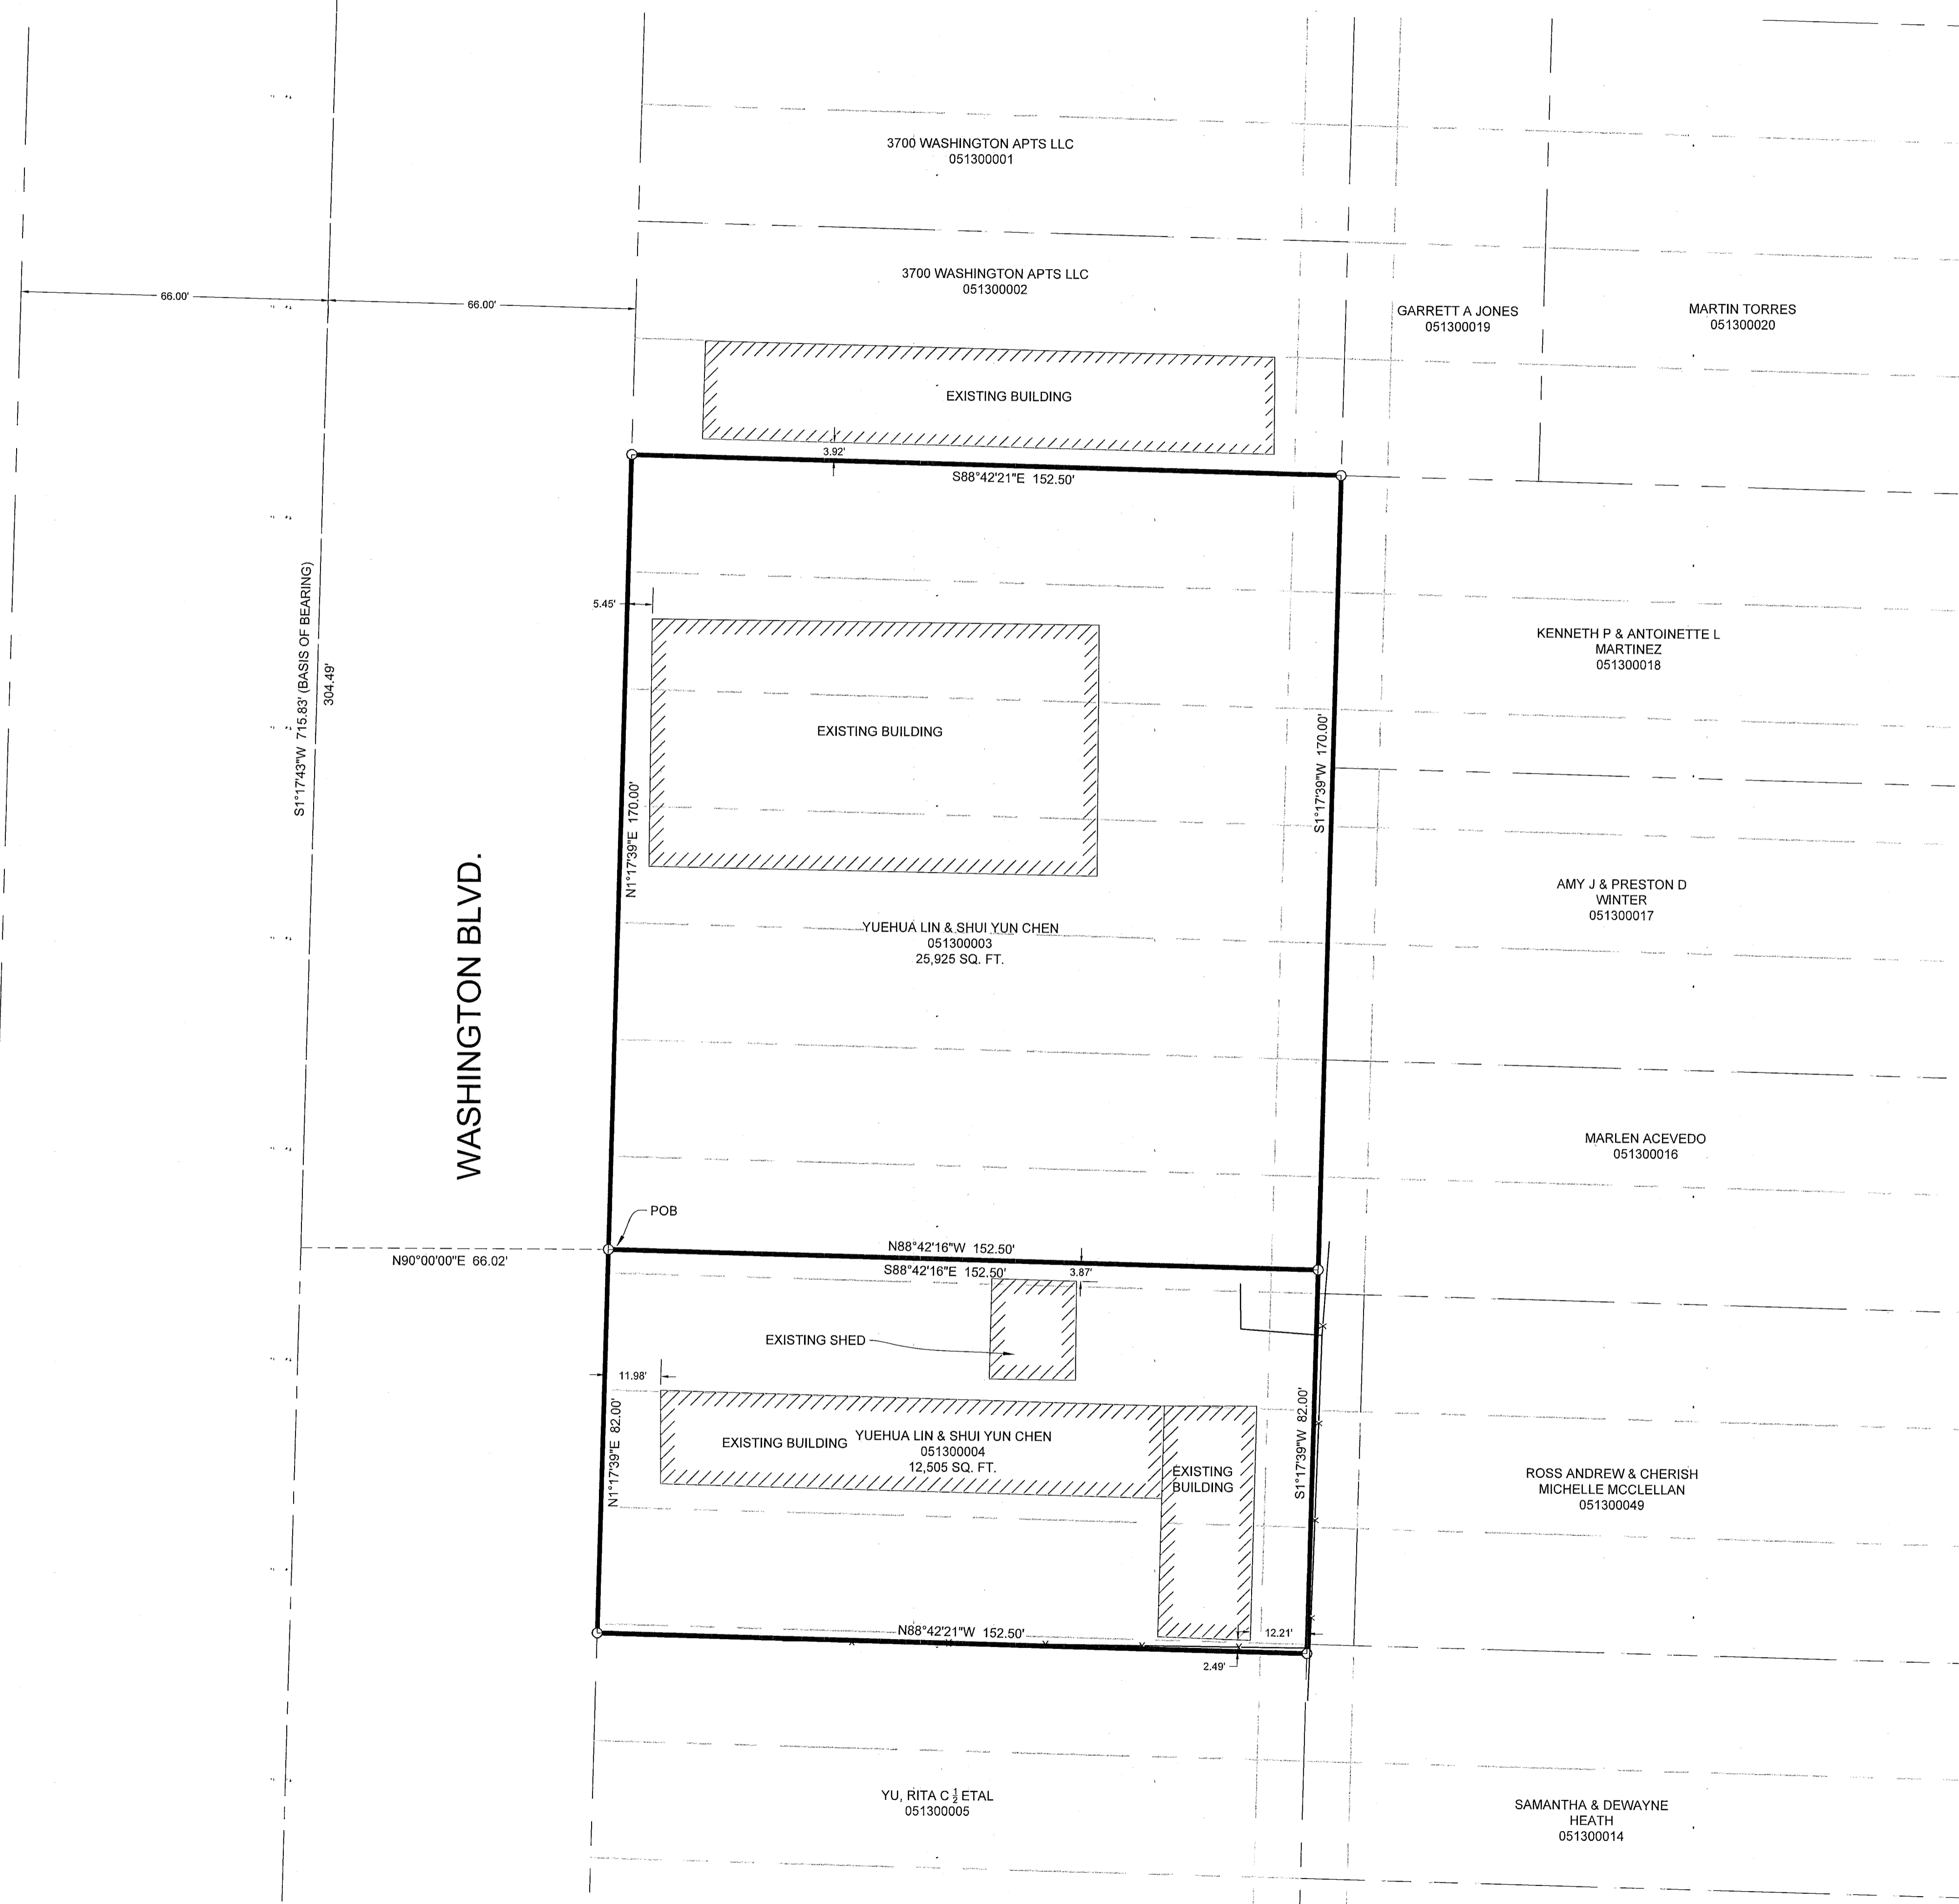 3700 WASHINGTON APTS LLC
051300001
3700 WASHINGTON APTS LLC
051300002
66.00'
66.00'
GARRETT A JONES
051300019
MARTIN TORRES
051300020
EXISTING BUILDING
3.92'
S88°42'21"E 152.50'
5.45'
S1°17'43"W 715.83' (BASIS OF BEARING)
304.49'
KENNETH P & ANTOINETTE L
MARTINEZ
051300018
EXISTING BUILDING
N1°17'39"E 170.00'
S1°17'39"W 170.00'
WASHINGTON BLVD.
AMY J & PRESTON D
WINTER
051300017
YUEHUA LIN & SHUI YUN CHEN
051300003
25,925 SQ. FT.
MARLEN ACEVEDO
051300016
POB
N90°00'00"E 66.02'
N88°42'16"W 152.50'
S88°42'16"E 152.50'
3.87'
EXISTING SHED
11.98'
N1°17'39"E 82.00'
S1°17'39"W 82.00'
EXISTING BUILDING
YUEHUA LIN & SHUI YUN CHEN
051300004
12,505 SQ. FT.
EXISTING
BUILDING
ROSS ANDREW & CHERISH
MICHELLE MCCLELLAN
051300049
N88°42'21"W 152.50'
12.21'
2.49'
YU, RITA C ½ ETAL
051300005
SAMANTHA & DEWAYNE
HEATH
051300014